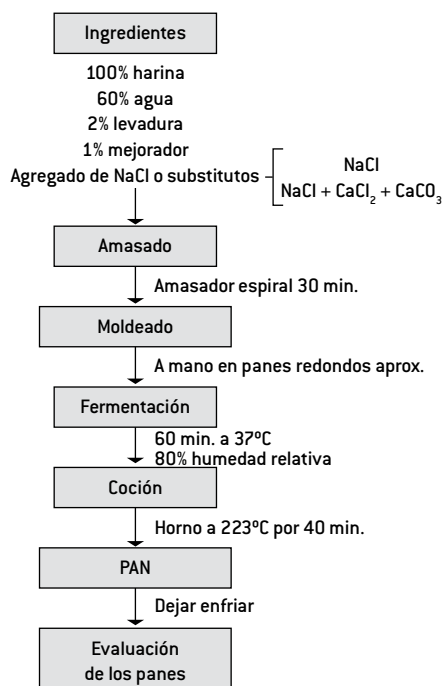 Ingredientes
100% harina
60% agua
2% levadura
1% mejorador
Agregado de NaCl o substitutos
NaCl
NaCl + CaCl₂ + CaCO₃
Amasado
Amasador espiral 30 min.
Moldeado
A mano en panes redondos aprox.
Fermentación
60 min. a 37ºC
80% humedad relativa
Coción
Horno a 223ºC por 40 min.
PAN
Dejar enfriar
Evaluación
de los panes